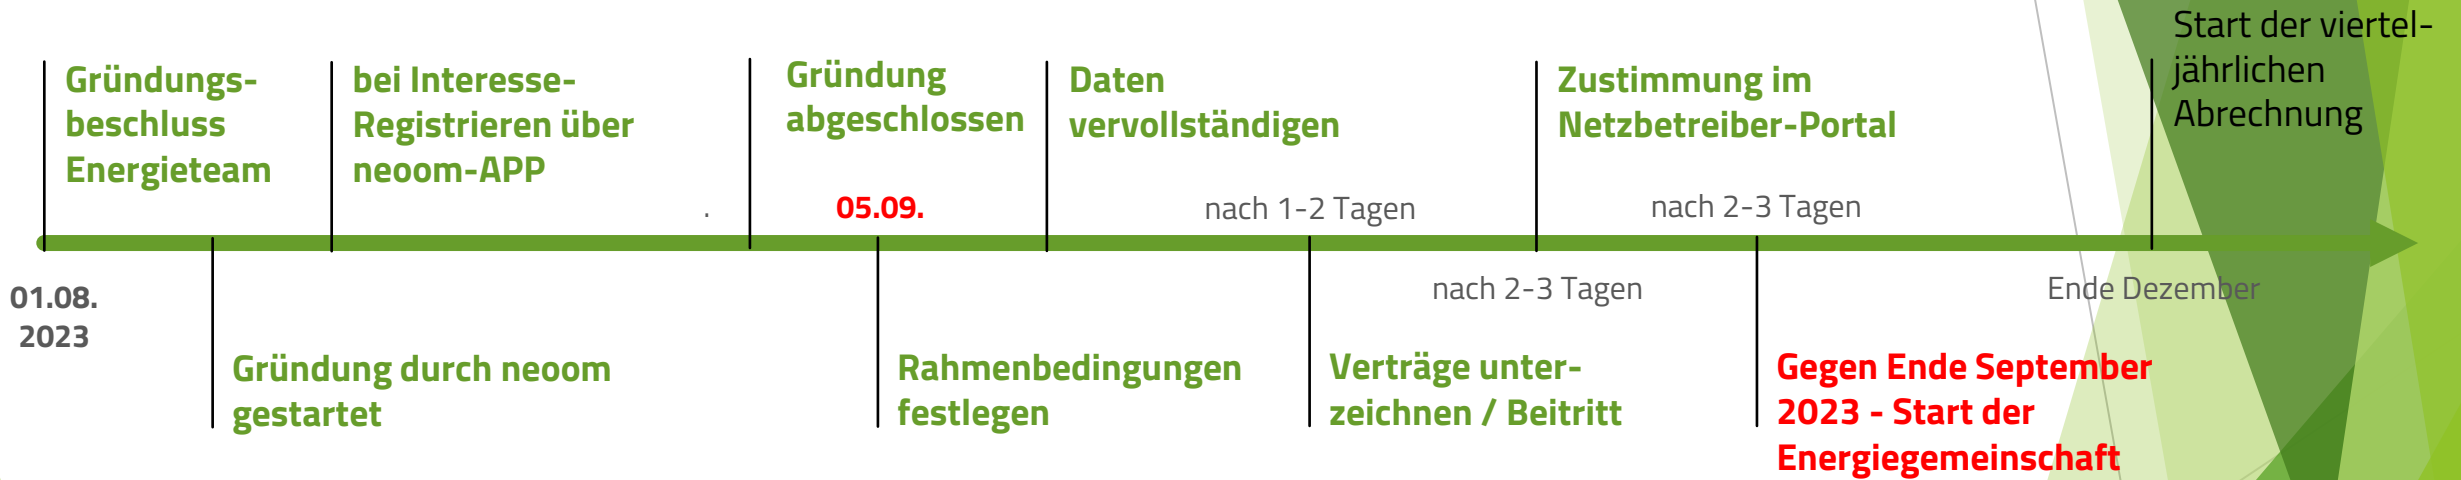 Gründungs-
beschluss
Energieteam
bei Interesse-
Registrieren über
neoom-APP
.
Gründung
abgeschlossen
05.09.
Daten
vervollständigen
nach 1-2 Tagen
Zustimmung im
Netzbetreiber-Portal
nach 2-3 Tagen
Start der viertel-
jährlichen
Abrechnung
01.08.
2023
Gründung durch neoom
gestartet
Rahmenbedingungen
festlegen
nach 2-3 Tagen
Verträge unter-
zeichnen / Beitritt
Gegen Ende September
2023 - Start der
Energiegemeinschaft
Ende Dezember